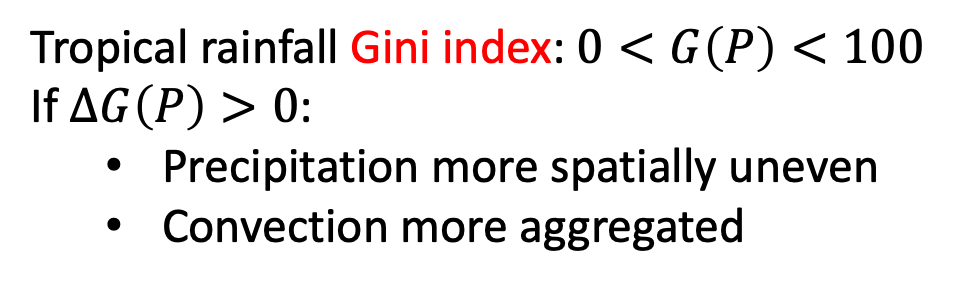 Tropical rainfall Gini index: 0 < G(P) < 100
If ΔG(P) > 0:
• Precipitation more spatially uneven
• Convection more aggregated